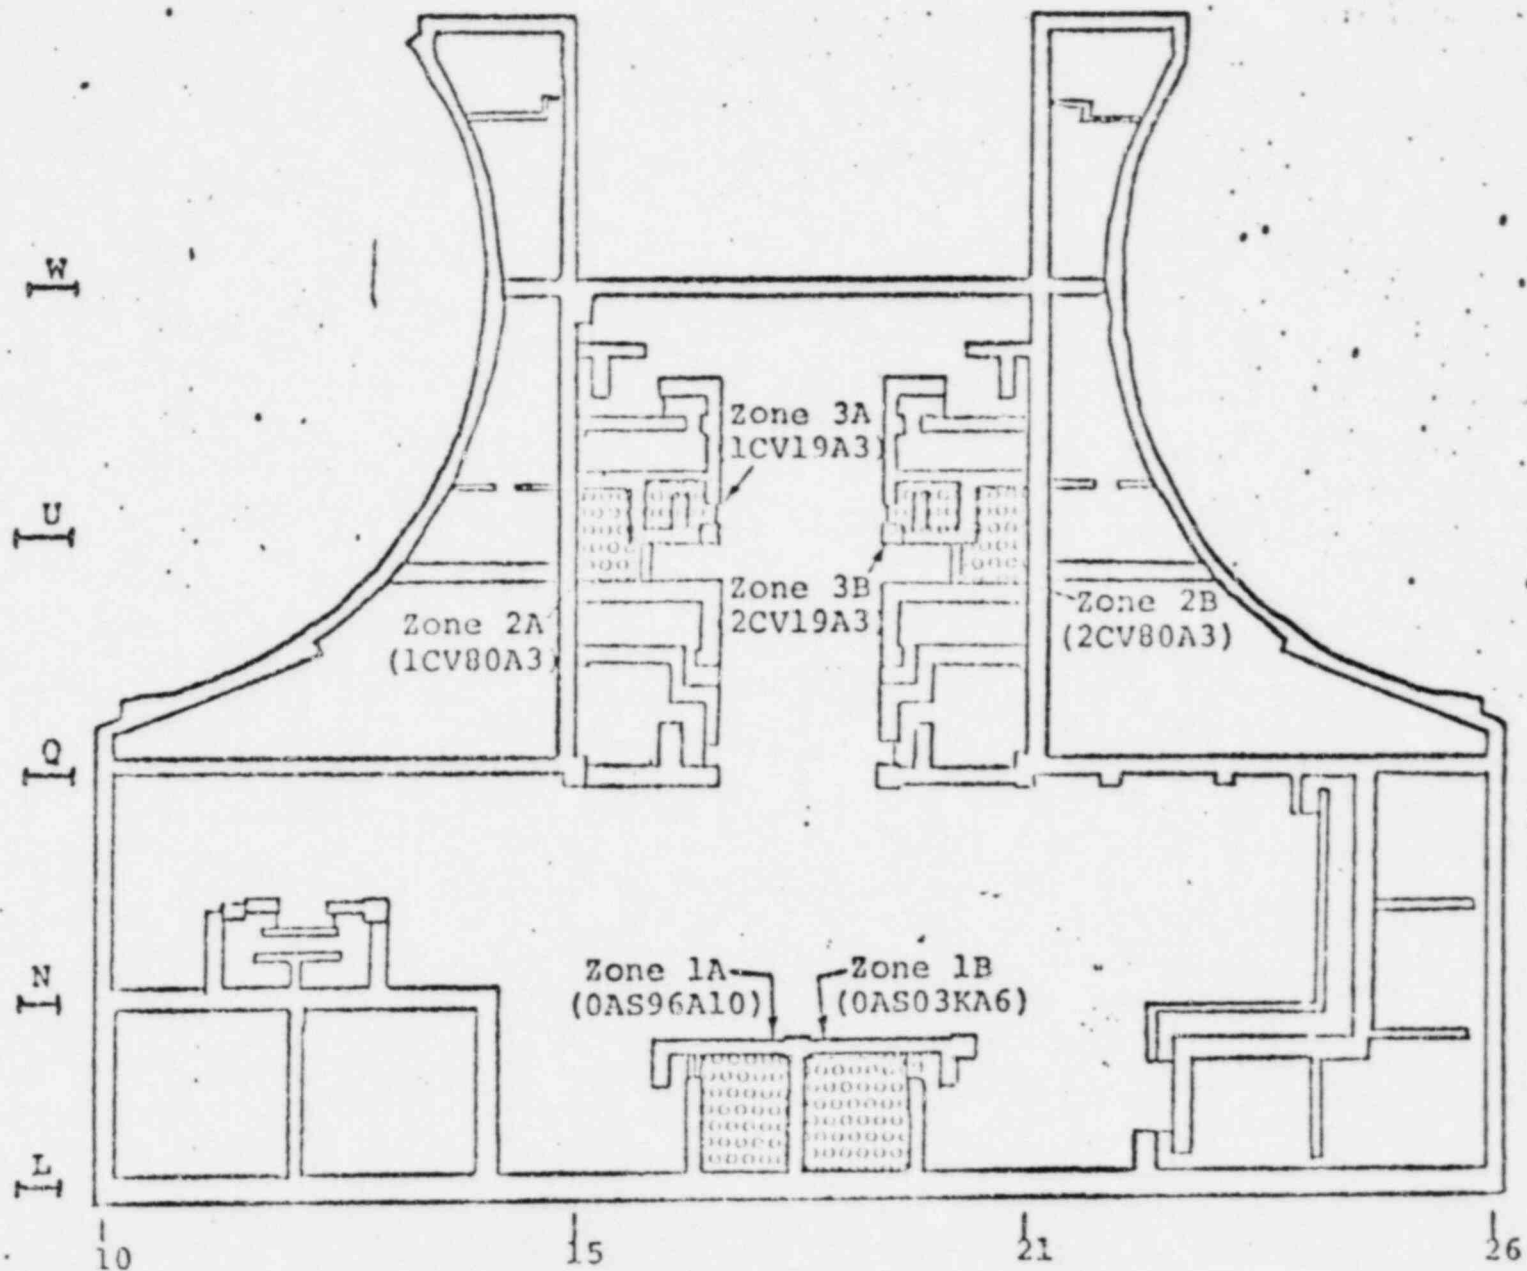 W
Zone 3A
1CV19A3)
U
Zone 3B
2CV19A3
Zone 2A
(1CV80A3)
Zone 2B
(2CV80A3)
Q
N
Zone 1A
(0AS96A10)
Zone 1B
(0AS03KA6)
L
10
15
21
26